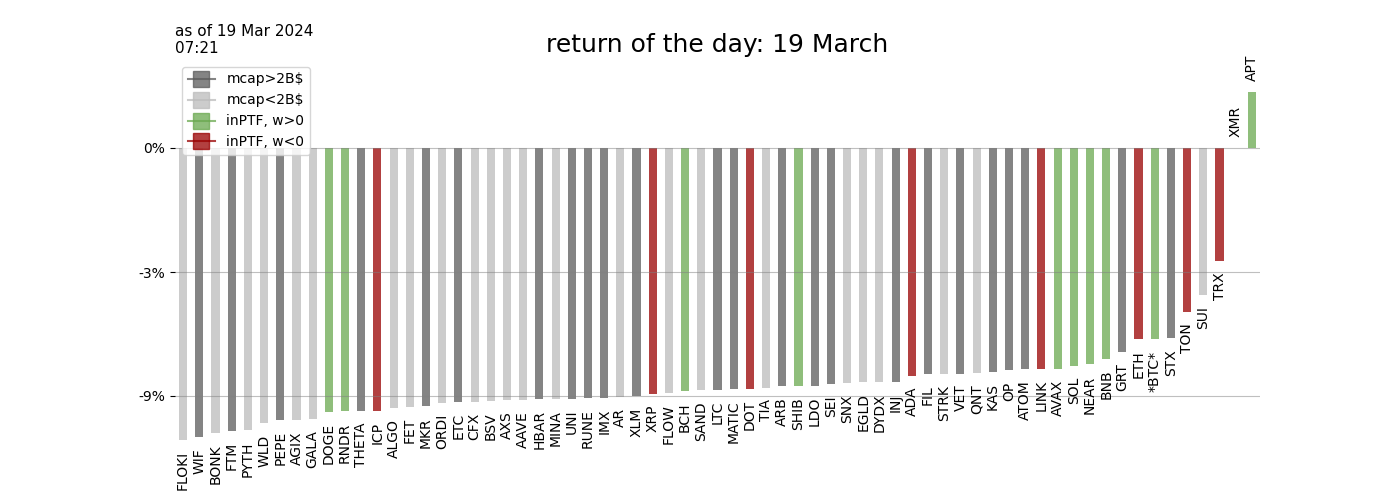 as of 19 Mar 2024
07:21
return of the day: 19 March
mcap>2B$
mcap<2B$
inPTF, w>0
inPTF, w<0
0%
-3%
-9%
FLOKI
WIF
BONK
FTM
PYTH
WLD
PEPE
AGIX
GALA
DOGE
RNDR
THETA
ICP
ALGO
FET
MKR
ORDI
ETC
CFX
BSV
AXS
AAVE
HBAR
MINA
UNI
RUNE
IMX
AR
XLM
XRP
FLOW
BCH
SAND
LTC
MATIC
DOT
TIA
ARB
SHIB
LDO
SEI
SNX
EGLD
DYDX
INJ
ADA
FIL
STRK
VET
QNT
KAS
OP
ATOM
LINK
AVAX
SOL
NEAR
BNB
GRT
ETH
*BTC*
STX
TON
SUI
TRX
XMR
APT